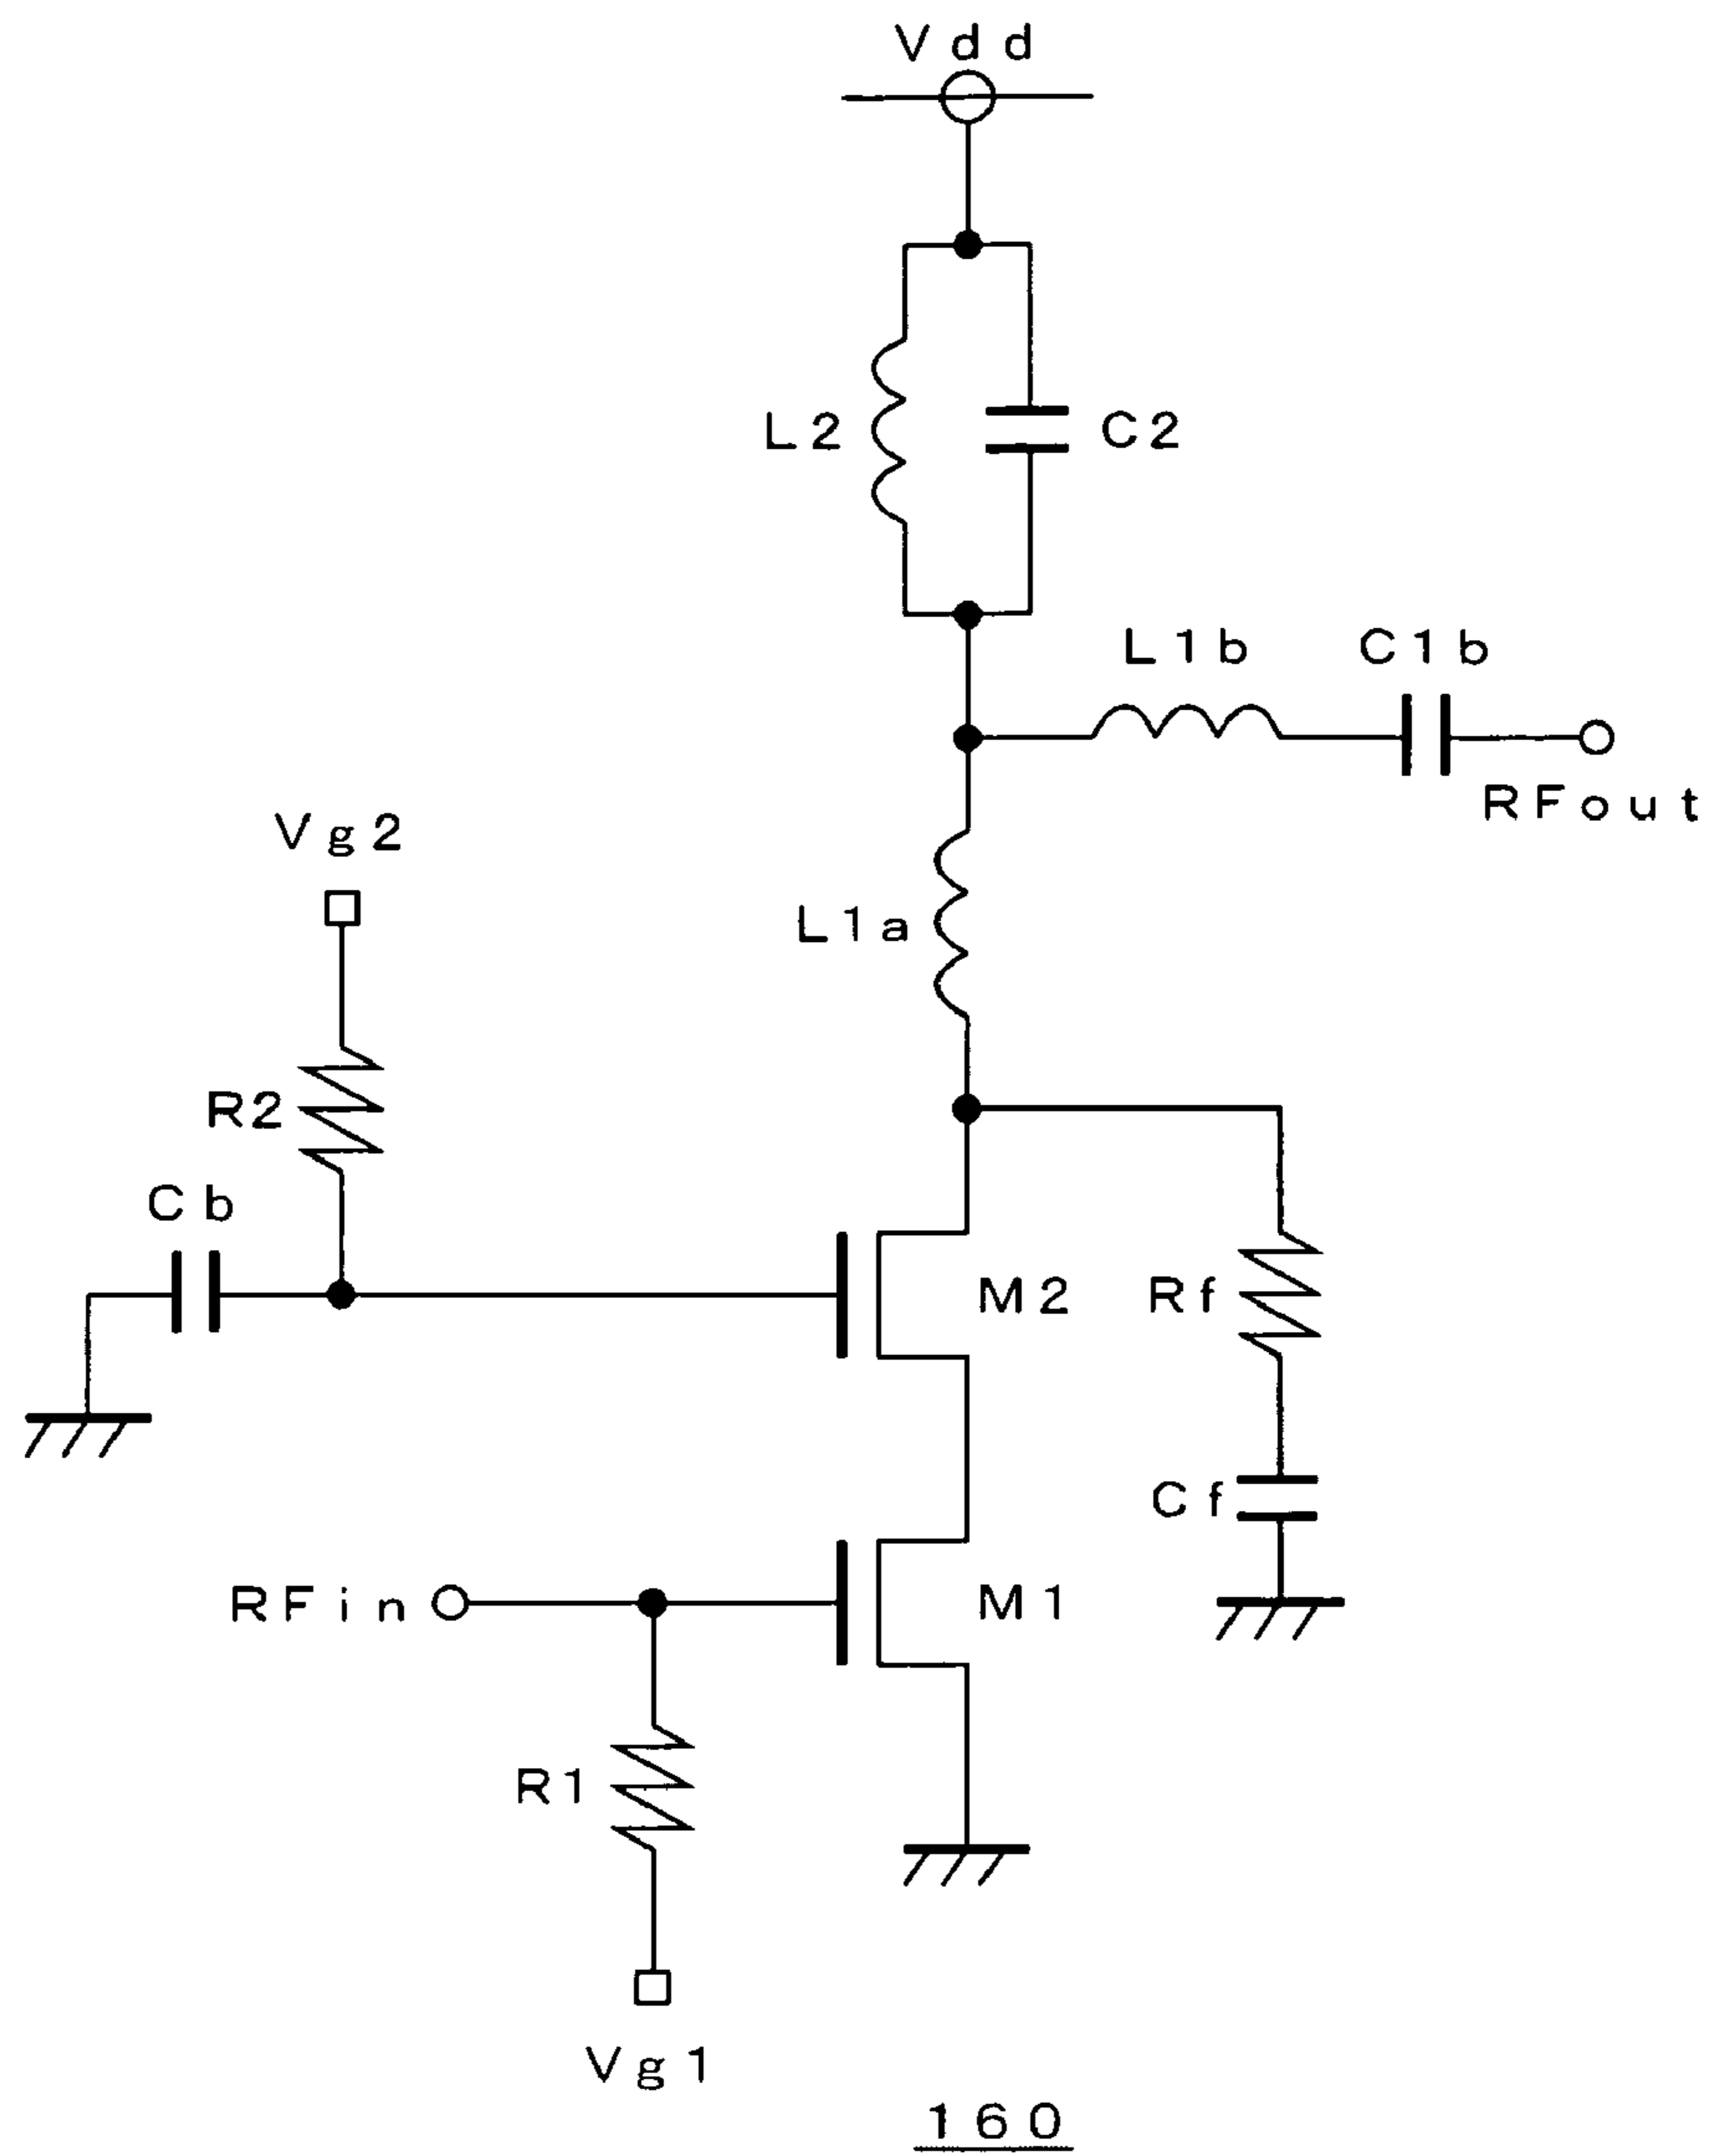 Vdd
L2
C2
L1b
C1b
RFout
Vg2
L1a
R2
Cb
M2
Rf
Cf
RFin
M1
R1
Vg1
160